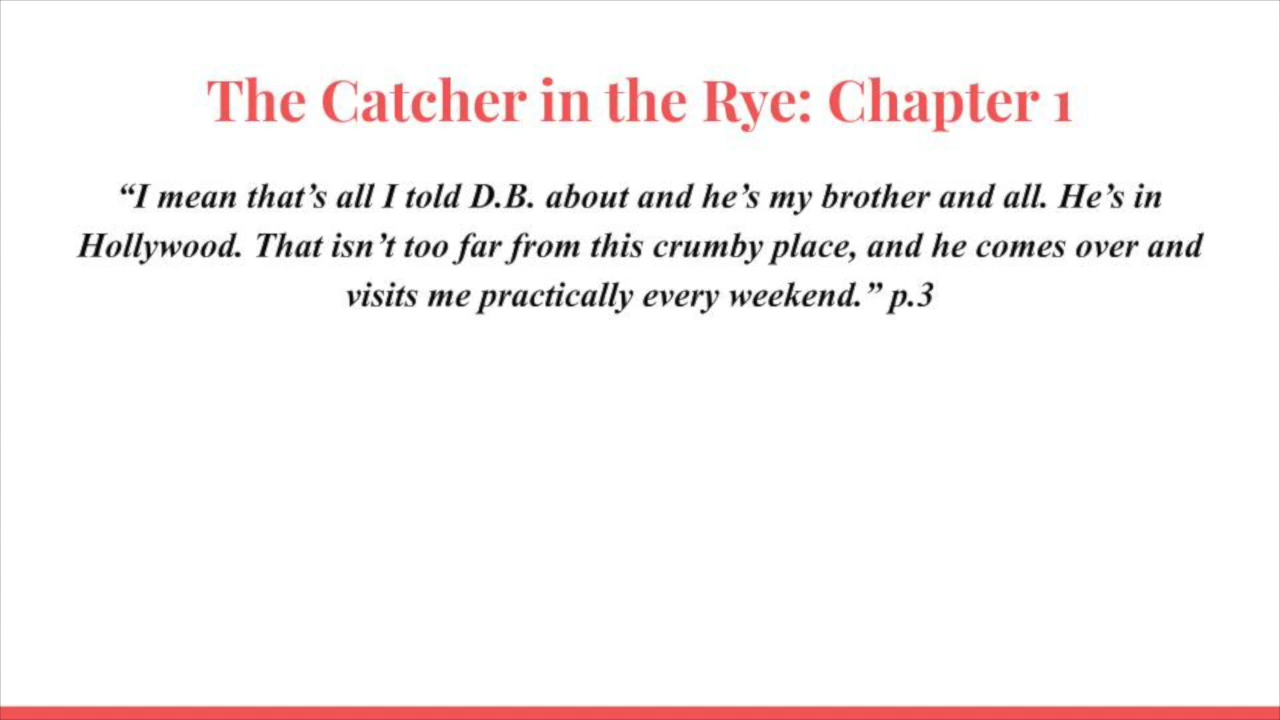 The Catcher in the Rye: Chapter 1
“I mean that’s all I told D.B. about and he’s my brother and all. He’s in
Hollywood. That isn’t too far from this crumby place, and he comes over and
visits me practically every weekend.” p.3